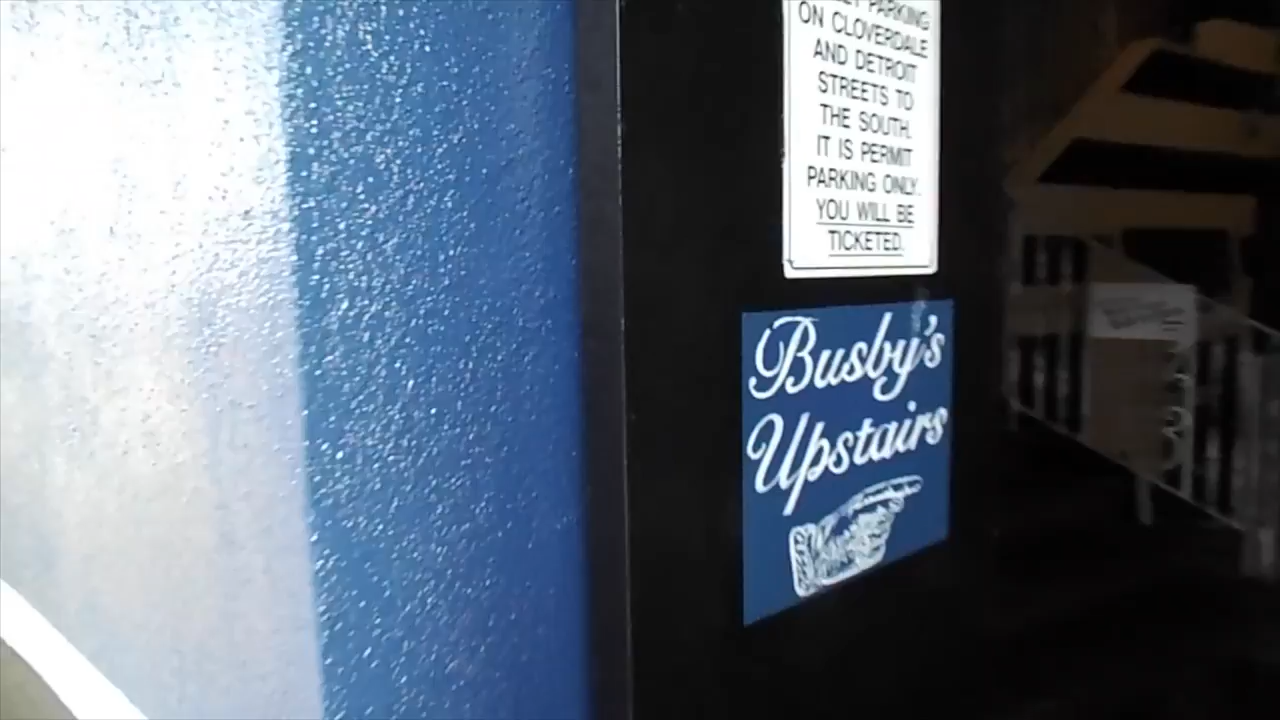 PARKING
ON CLOVERDALE
AND DETROIT
STREETS TO
THE SOUTH.
IT IS PERMIT
PARKING ONLY.
YOU WILL BE
TICKETED.
Busby's
Upstairs